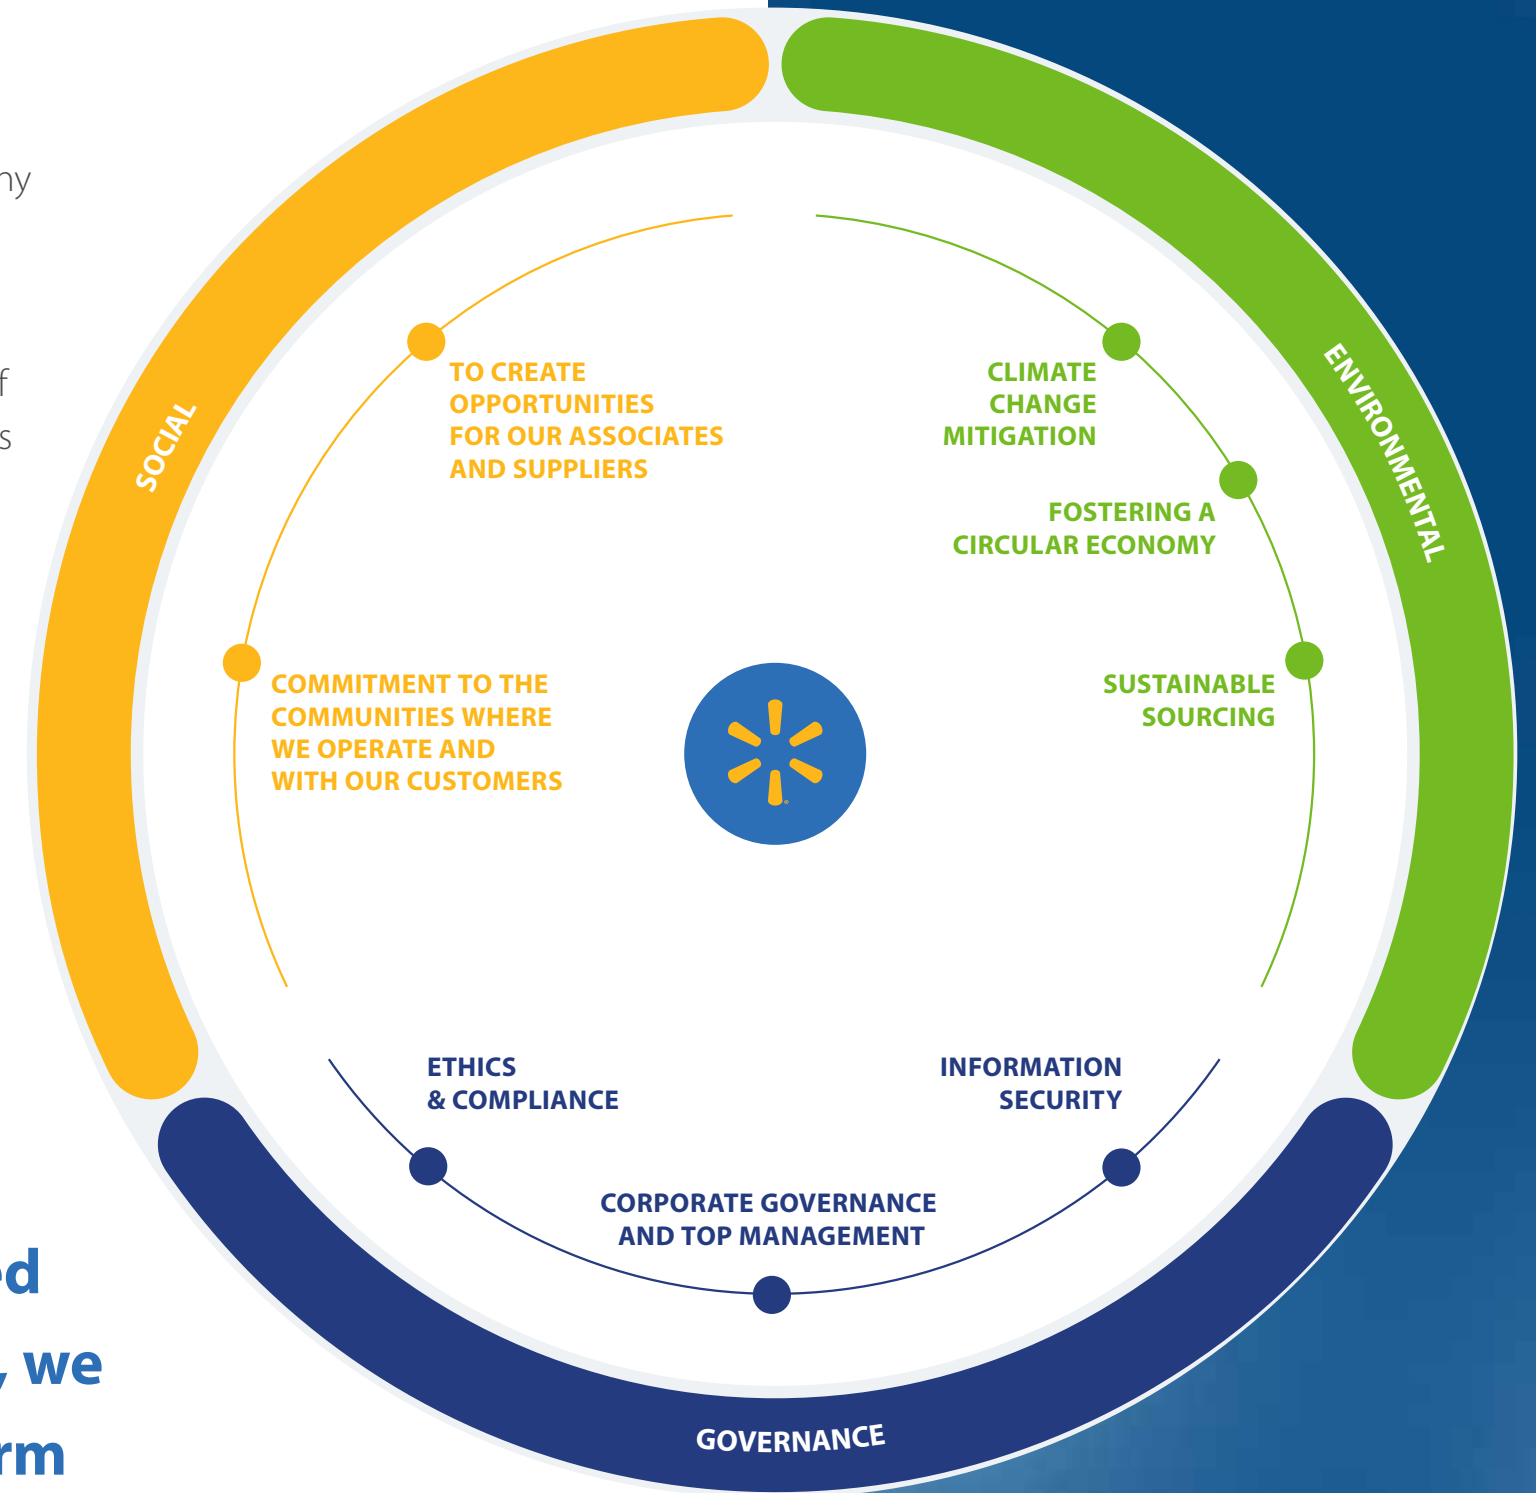 ny
f
s
ed
, we
rm
SOCIAL
TO CREATE
OPPORTUNITIES
FOR OUR ASSOCIATES
AND SUPPLIERS
COMMITMENT TO THE
COMMUNITIES WHERE
WE OPERATE AND
WITH OUR CUSTOMERS
ENVIRONMENTAL
CLIMATE
CHANGE
MITIGATION
FOSTERING A
CIRCULAR ECONOMY
SUSTAINABLE
SOURCING
ETHICS
& COMPLIANCE
CORPORATE GOVERNANCE
AND TOP MANAGEMENT
INFORMATION
SECURITY
GOVERNANCE